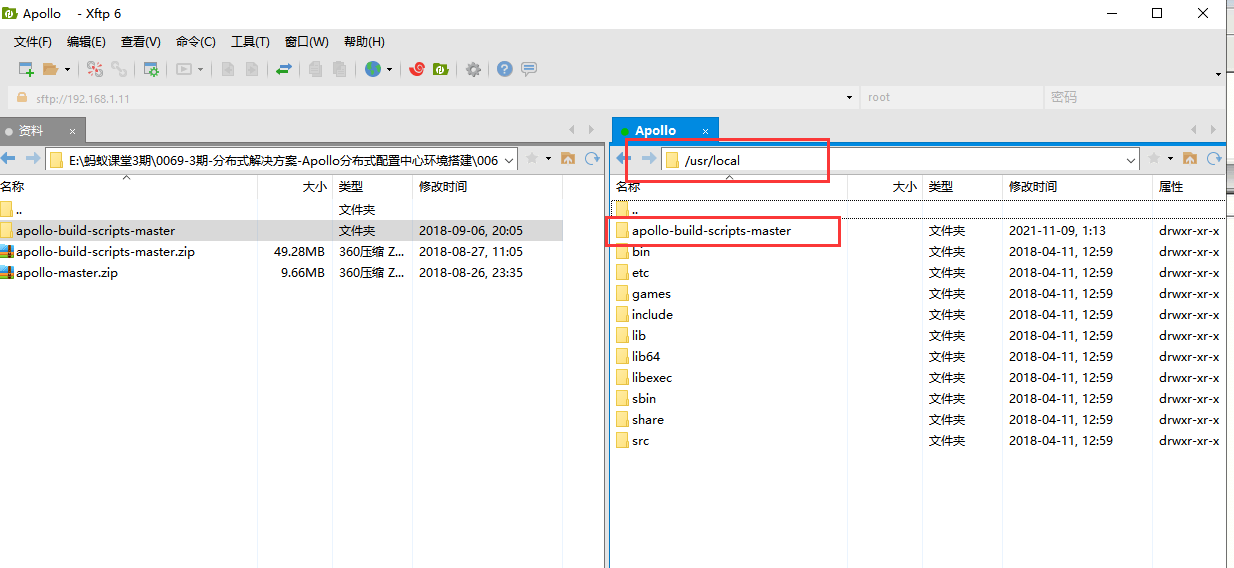 Apollo - Xftp 6
文件(F) 编辑(E) 查看(V) 命令(C) 工具(T) 窗口(W) 帮助(H)
sftp://192.168.1.11 root 密码
资料 × Apollo ×
E:\蚂蚁课堂3期\0069-3期-分布式解决方案-Apollo分布式配置中心环境搭建\006 /usr/local
名称 大小 类型 修改时间 名称 大小 类型 修改时间 属性
.. 文件夹 ..
apollo-build-scripts-master 文件夹 2018-09-06, 20:05 apollo-build-scripts-master 文件夹 2021-11-09, 1:13 drwxr-xr-x
apollo-build-scripts-master.zip 49.28MB 360压缩 Z... 2018-08-27, 11:05 bin 文件夹 2018-04-11, 12:59 drwxr-xr-x
apollo-master.zip 9.66MB 360压缩 Z... 2018-08-26, 23:35 etc 文件夹 2018-04-11, 12:59 drwxr-xr-x
games 文件夹 2018-04-11, 12:59 drwxr-xr-x
include 文件夹 2018-04-11, 12:59 drwxr-xr-x
lib 文件夹 2018-04-11, 12:59 drwxr-xr-x
lib64 文件夹 2018-04-11, 12:59 drwxr-xr-x
libexec 文件夹 2018-04-11, 12:59 drwxr-xr-x
sbin 文件夹 2018-04-11, 12:59 drwxr-xr-x
share 文件夹 2018-04-11, 12:59 drwxr-xr-x
src 文件夹 2018-04-11, 12:59 drwxr-xr-x